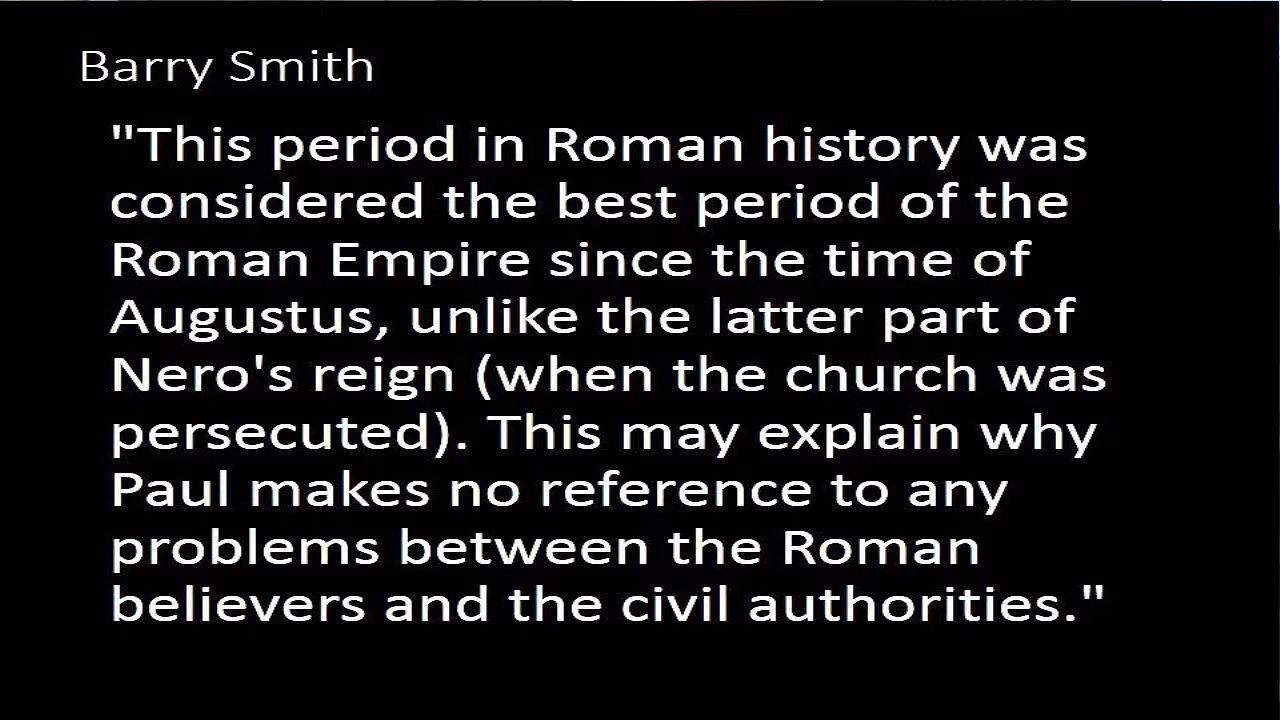 Barry Smith
"This period in Roman history was
considered the best period of the
Roman Empire since the time of
Augustus, unlike the latter part of
Nero's reign (when the church was
persecuted). This may explain why
Paul makes no reference to any
problems between the Roman
believers and the civil authorities."